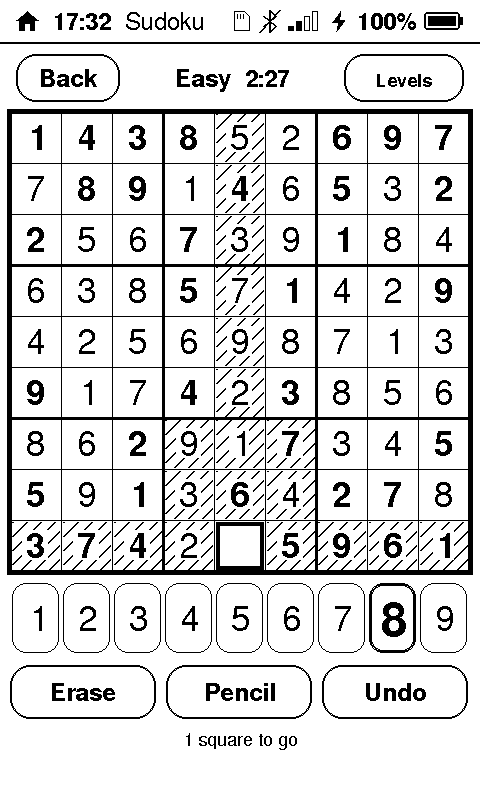 17:32 Sudoku 100%
Back Easy 2:27 Levels
1 4 3 8 5 2 6 9 7
7 8 9 1 4 6 5 3 2
2 5 6 7 3 9 1 8 4
6 3 8 5 7 1 4 2 9
4 2 5 6 9 8 7 1 3
9 1 7 4 2 3 8 5 6
8 6 2 9 1 7 3 4 5
5 9 1 3 6 4 2 7 8
3 7 4 2 5 9 6 1
1 2 3 4 5 6 7 8 9
Erase Pencil Undo
1 square to go